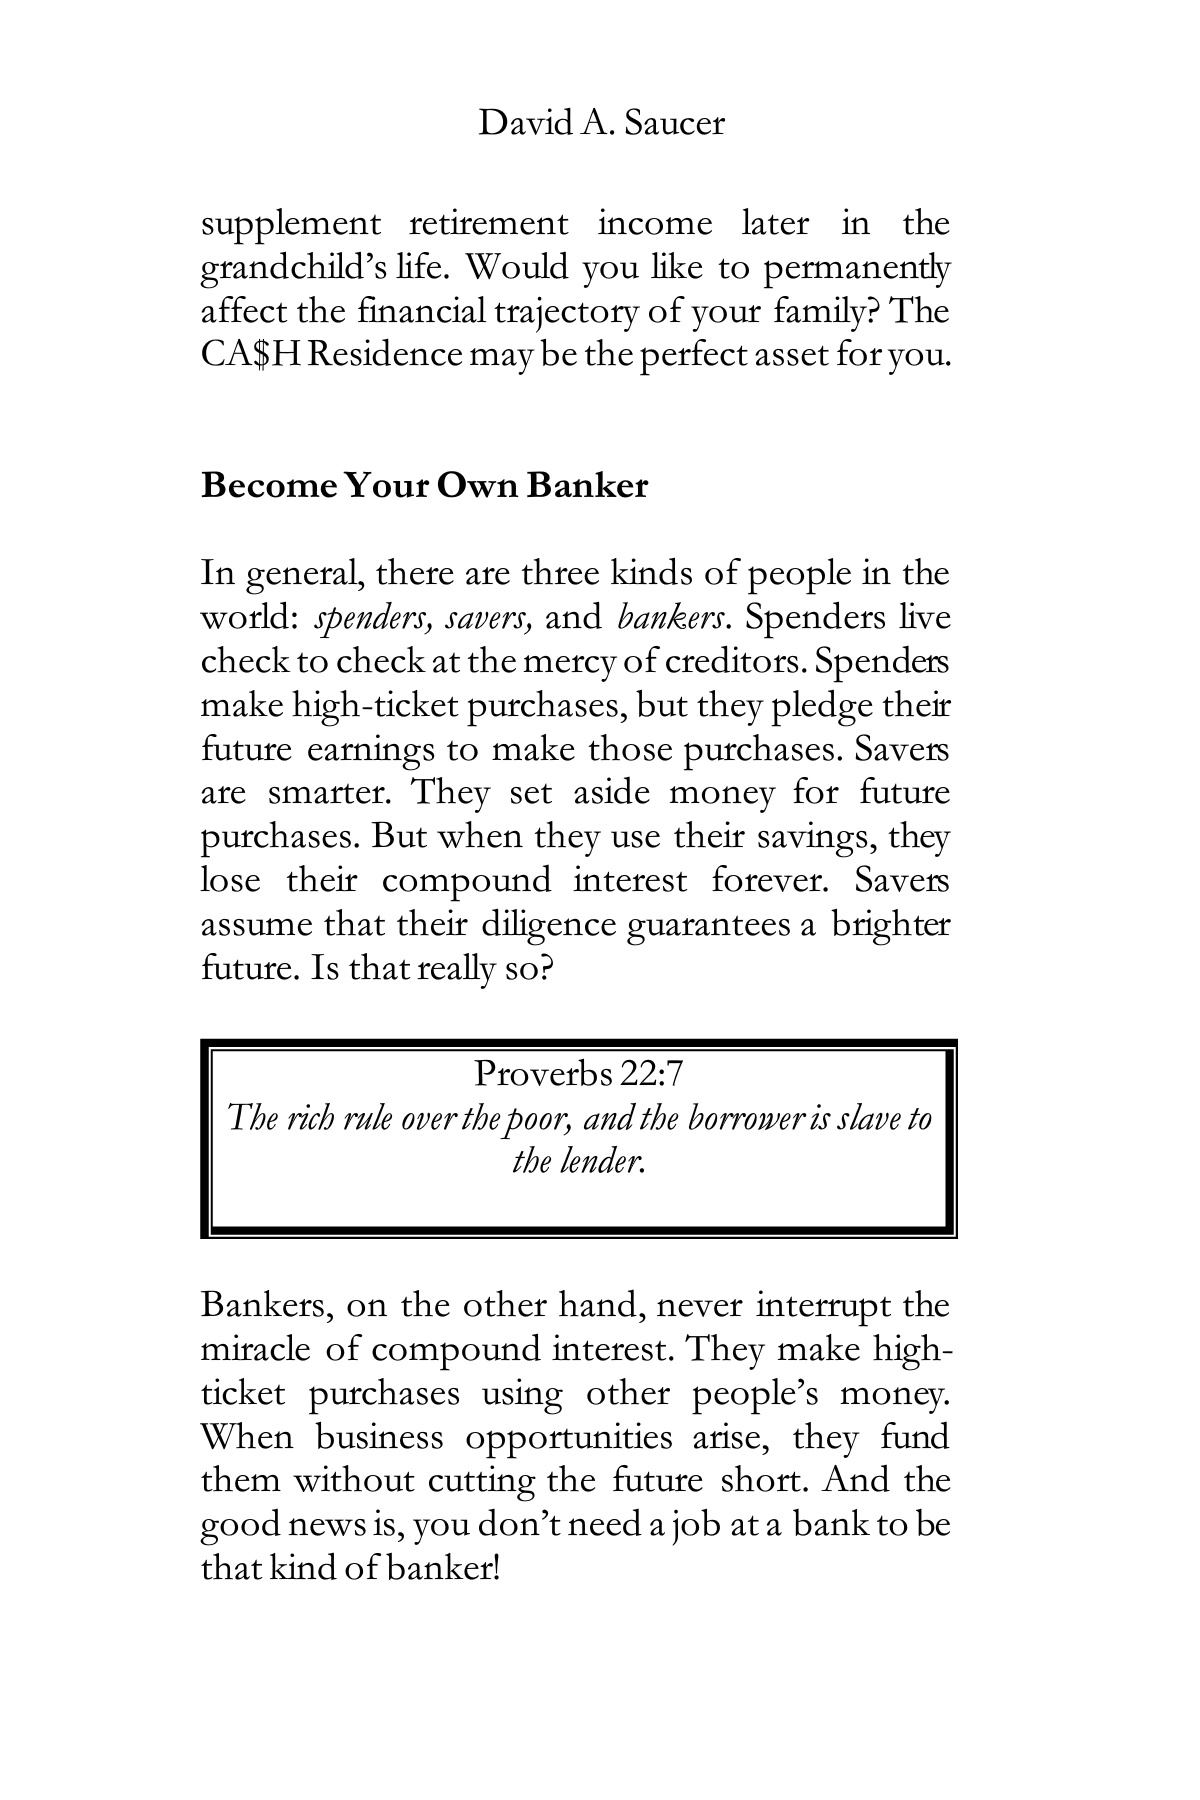 David A. Saucer
supplement retirement income later in the
grandchild’s life. Would you like to permanently
affect the financial trajectory of your family? The
CA$H Residence may be the perfect asset for you.
Become Your Own Banker
In general, there are three kinds of people in the
world: spenders, savers, and bankers. Spenders live
check to check at the mercy of creditors. Spenders
make high-ticket purchases, but they pledge their
future earnings to make those purchases. Savers
are smarter. They set aside money for future
purchases. But when they use their savings, they
lose their compound interest forever. Savers
assume that their diligence guarantees a brighter
future. Is that really so?
Proverbs 22:7
The rich rule over the poor, and the borrower is slave to
the lender.
Bankers, on the other hand, never interrupt the
miracle of compound interest. They make high-
ticket purchases using other people’s money.
When business opportunities arise, they fund
them without cutting the future short. And the
good news is, you don’t need a job at a bank to be
that kind of banker!